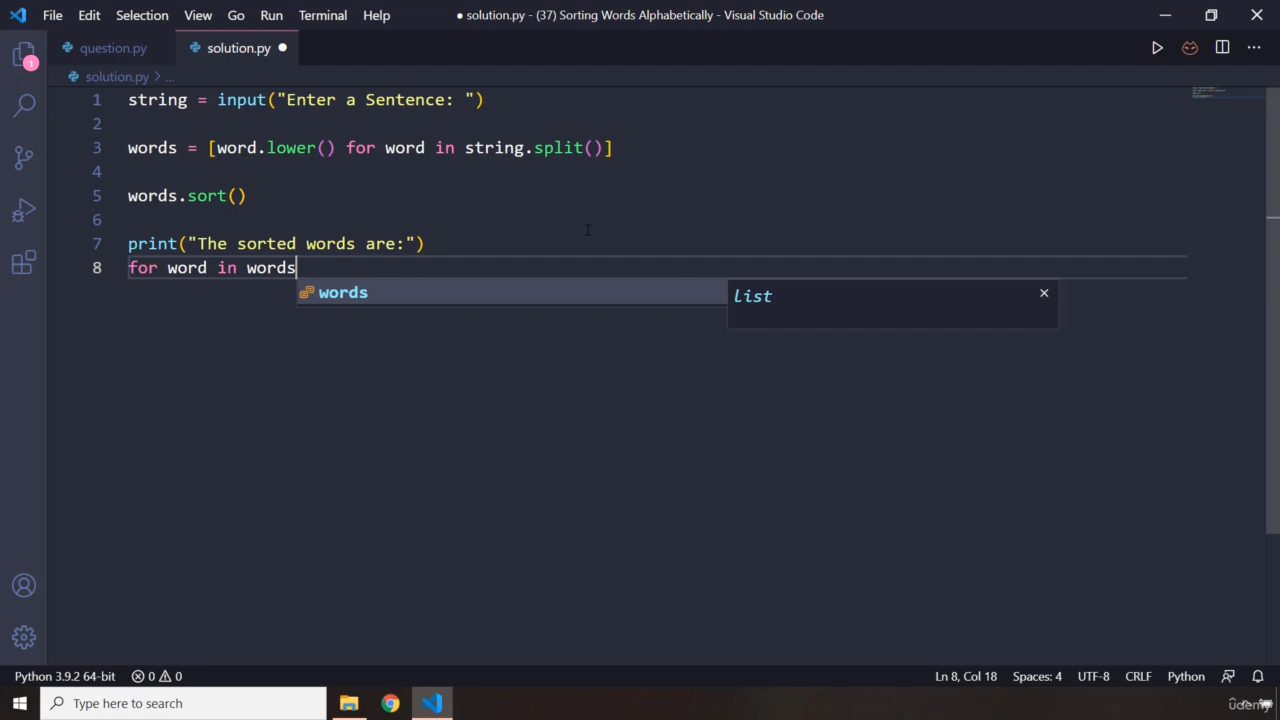 File Edit Selection View Go Run Terminal Help ● solution.py - (37) Sorting Words Alphabetically - Visual Studio Code
question.py solution.py ●
1
solution.py > ...
1 string = input("Enter a Sentence: ")
2
3 words = [word.lower() for word in string.split()]
4
5 words.sort()
6
7 print("The sorted words are:")
8 for word in words
words list ×
Python 3.9.2 64-bit 0 0 Ln 8, Col 18 Spaces: 4 UTF-8 CRLF Python
Type here to search